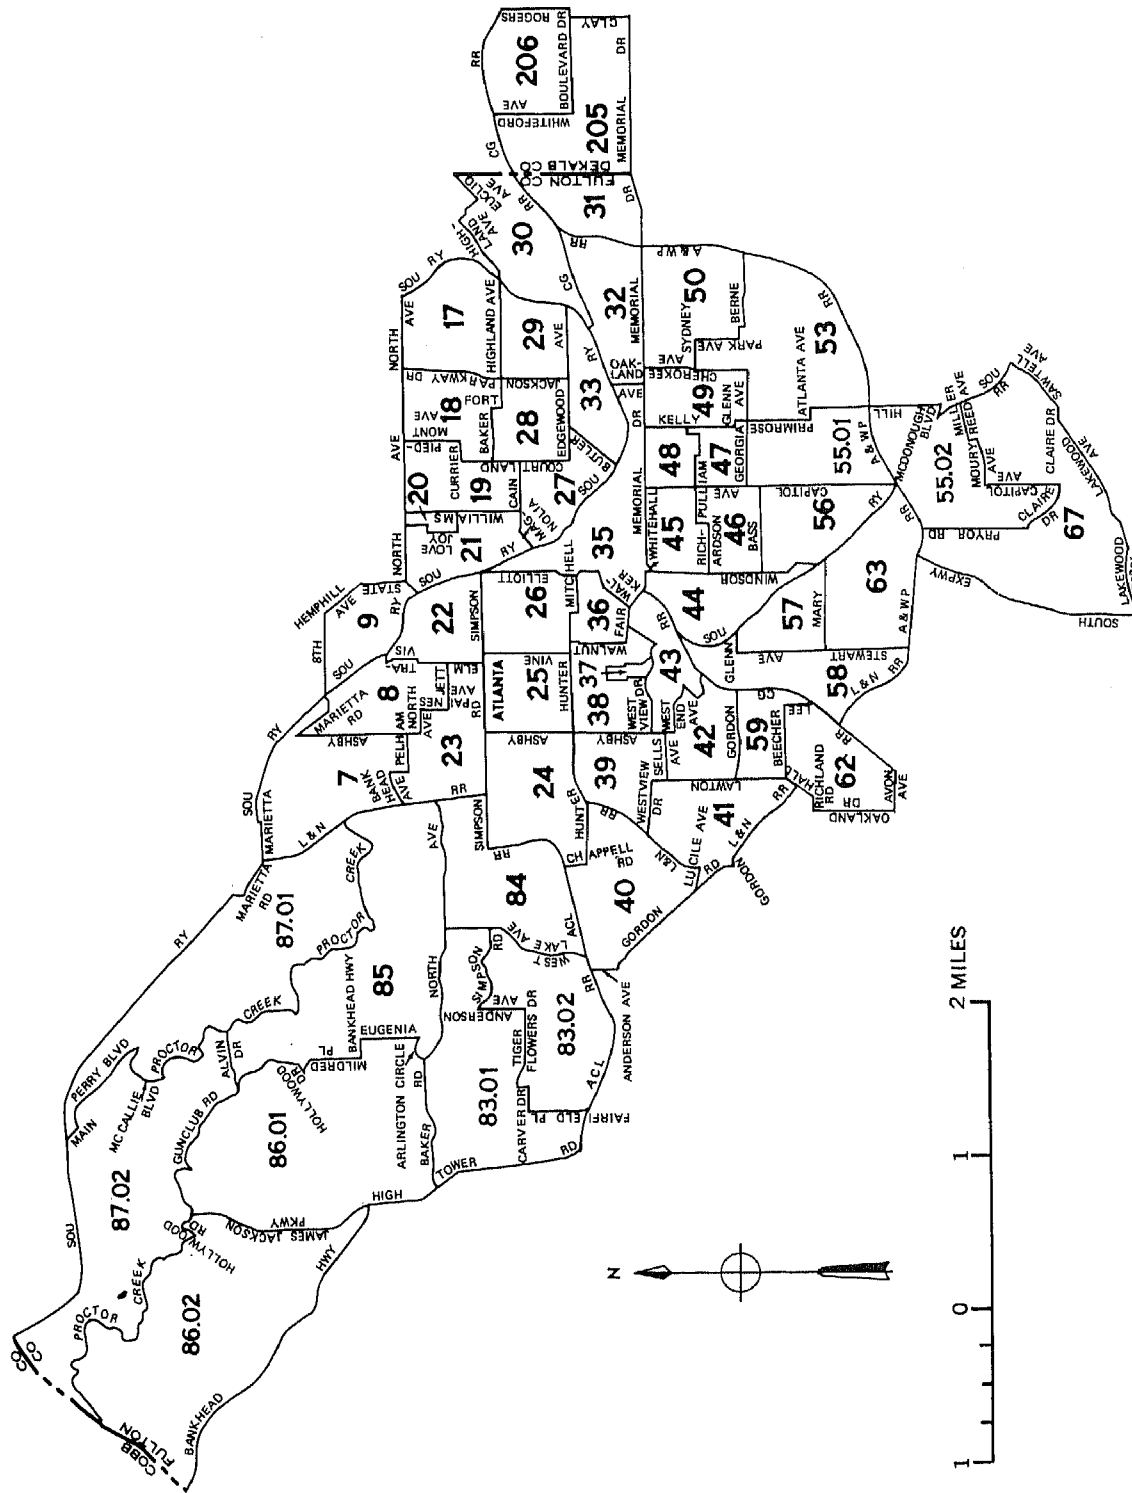 ROGERS
DR
CLAY
RR
206
BOULEVARD
DR
AVE
WHITEFORD
205
MEMORIAL
CG
DEKALB CO
FULTON CO
EUCLID
AVE
RR
31
DR
HIGH-
LAND
AVE
30
RR
SOU RY
CG
A & W P
NORTH
AVE
17
HIGHLAND AVE
29
AVE
32
MEMORIAL
SYDNEY
50
BERNE
RR
PARKWAY DR
JACKSON
RY
OAK-
LAND
AVE
CHEROKEE
AVE
PARK AVE
ATLANTA AVE
53
PIED-
MONT
AVE
18
FORT
BAKER
28
EDGEWOOD
33
BUTLER
DR
KELLY
49
GLENN
AVE
PRIMROSE
HILL
AVE
20
CURRIER
19
COURTLAND
CAIN
27
SOU
48
PULLIAM
47
GEORGIA
55.01
A & WP
MCDONOUGH
BLVD
MILLER
REED AVE
SOU
RR
SAWTELL
AVE
NORTH
WILLIAMS
LOVE
JOY
21
MAG-
NOLIA
RY
35
MEMORIAL
WHITEHALL
45
RICH-
ARDSON
AVE
46
BASS
CAPITOL
56
RY
RR
55.02
MOURY
AVE
CAPITOL
AVE
CLAIRE DR
CLAIRE
DR
LAKEWOOD
AVE
PRYOR RD
67
HEMPHILL
AVE
STATE
SOU
9
RY
22
SIMPSON
ELLIOTT
26
MITCHELL
36
WAL-
KER
FAIR
WALNUT
RR
44
WINDSOR
SOU
57
MARY
63
A & WP
EXPWY
SOUTH
LAKEWOOD
8TH
SOU
TRA-
VIS
8
MARIETTA
RD
NORTH
JETT
PAI
NES
AVE
ELM
RD
ATLANTA
VINE
25
HUNTER
37
38
WEST
VIEW
DR
43
WEST
END
AVE
GLENN
AVE
STEWART
58
L & N
RR
RY
ASHBY
PELHAM
AVE
23
ASHBY
ASHBY
SELLS
AVE
42
GORDON
CG
59
BEECHER
LEE
RR
SOU
7
BANK
HEAD
AVE
RR
24
39
WESTVIEW
DR
LAWTON
HALL
RICHLAND
RD
62
OAKLAND
DR
AVON
AVE
MARIETTA
L & N
SIMPSON
HUNTER
RR
41
LUCILE AVE
L & N
RR
MARIETTA
RD
87.01
CREEK
AVE
RR
84
CH
APPELL
RD
L&N
RD
GORDON
40
GORDON
RY
PROCTOR
85
NORTH
SIMPSON
RD
LAKE AVE
WEST
ACL
RR
CREEK
BANKHEAD HWY
EUGENIA
ANDERSON
AVE
83.02
ANDERSON AVE
PERRY BLVD
PROCTOR
ALVIN
DR
MILDRED
PL
TIGER
FLOWERS DR
ACL
MAIN
MC CALLIE
BLVD
GUNCLUB RD
HOLLYWOOD
DR
86.01
ARLINGTON CIRCLE
RD
BAKER
83.01
CARVER DR
FAIRFIELD PL
87.02
HIGH
TOWER
RD
SOU
HOLLYWOOD
RD
JAMES JACKSON
PKWY
HWY
PROCTOR
CREEK
86.02
BANKHEAD
CO
CO
COBB
FULTON
N
1
0
1
2 MILES